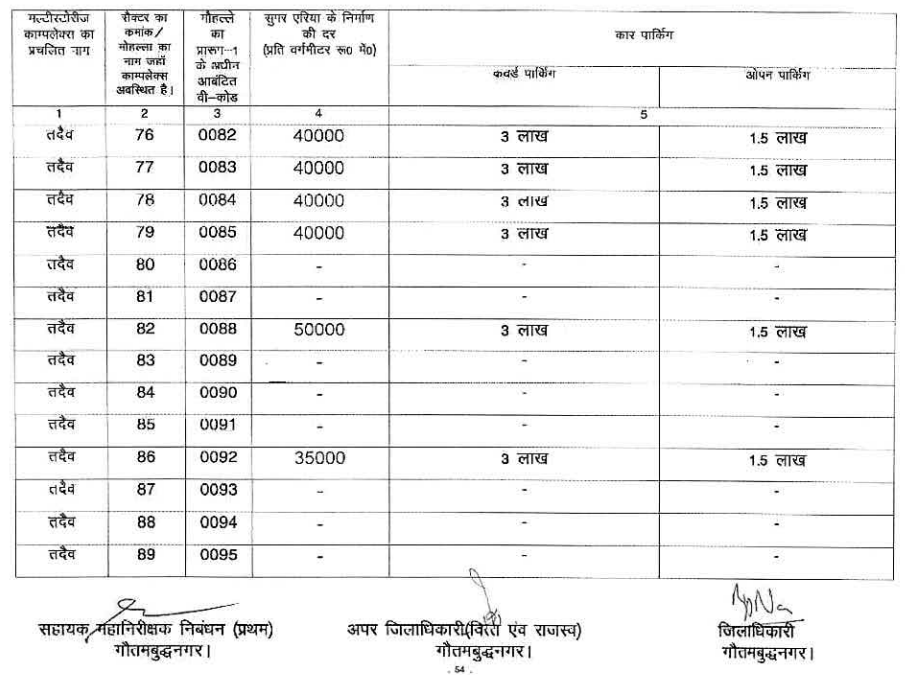 मल्टीस्टोरीज काम्पलेक्श का प्रचलित नाग | सैक्टर का कमांक/ मोहल्ला का नाम जहाँ काम्पलेक्स अवस्थित है। | मौहल्ले का प्रारूप-1 के अधीन आबंटित वी-कोड | सुपर एरिया के निर्माण की दर (प्रति वर्गमीटर रू0 में0) | कार पार्किग
कवर्ड पार्किग | ओपन पार्किग
1 | 2 | 3 | 4 | 5
तदैव | 76 | 0082 | 40000 | 3 लाख | 1.5 लाख
तदैव | 77 | 0083 | 40000 | 3 लाख | 1.5 लाख
तदैव | 78 | 0084 | 40000 | 3 लाख | 1.5 लाख
तदैव | 79 | 0085 | 40000 | 3 लाख | 1.5 लाख
तदैव | 80 | 0086 | - | - | -
तदैव | 81 | 0087 | - | - | -
तदैव | 82 | 0088 | 50000 | 3 लाख | 1.5 लाख
तदैव | 83 | 0089 | - | - | -
तदैव | 84 | 0090 | - | - | -
तदैव | 85 | 0091 | - | - | -
तदैव | 86 | 0092 | 35000 | 3 लाख | 1.5 लाख
तदैव | 87 | 0093 | - | - | -
तदैव | 88 | 0094 | - | - | -
तदैव | 89 | 0095 | - | - | -
सहायक महानिरीक्षक निबंधन (प्रथम) अपर जिलाधिकारी(वित्त एंव राजस्व) जिलाधिकारी
गौतमबुद्धनगर। गौतमबुद्धनगर। गौतमबुद्धनगर।
- 54 -